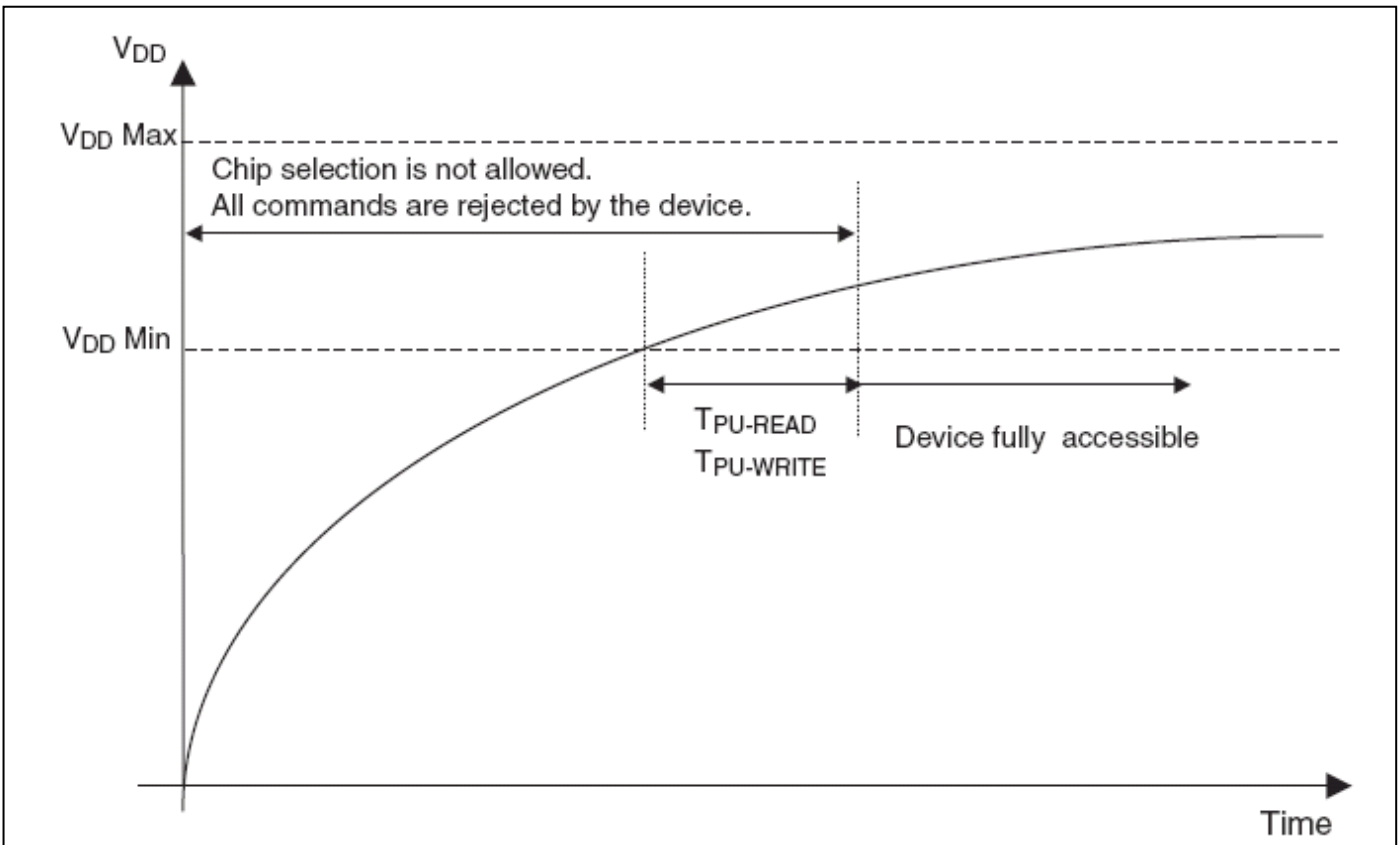 VDD
VDD Max
Chip selection is not allowed.
All commands are rejected by the device.
VDD Min
TPU-READ
TPU-WRITE
Device fully accessible
Time